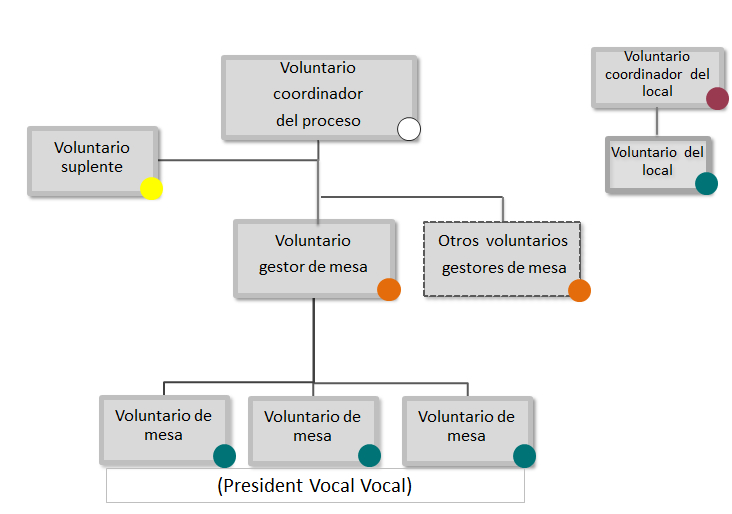 Voluntario
coordinador
del proceso
Voluntario
coordinador del
local
Voluntario
suplente
Voluntario del
local
Voluntario
gestor de mesa
Otros voluntarios
gestores de mesa
Voluntario de
mesa
Voluntario de
mesa
Voluntario de
mesa
(President Vocal Vocal)